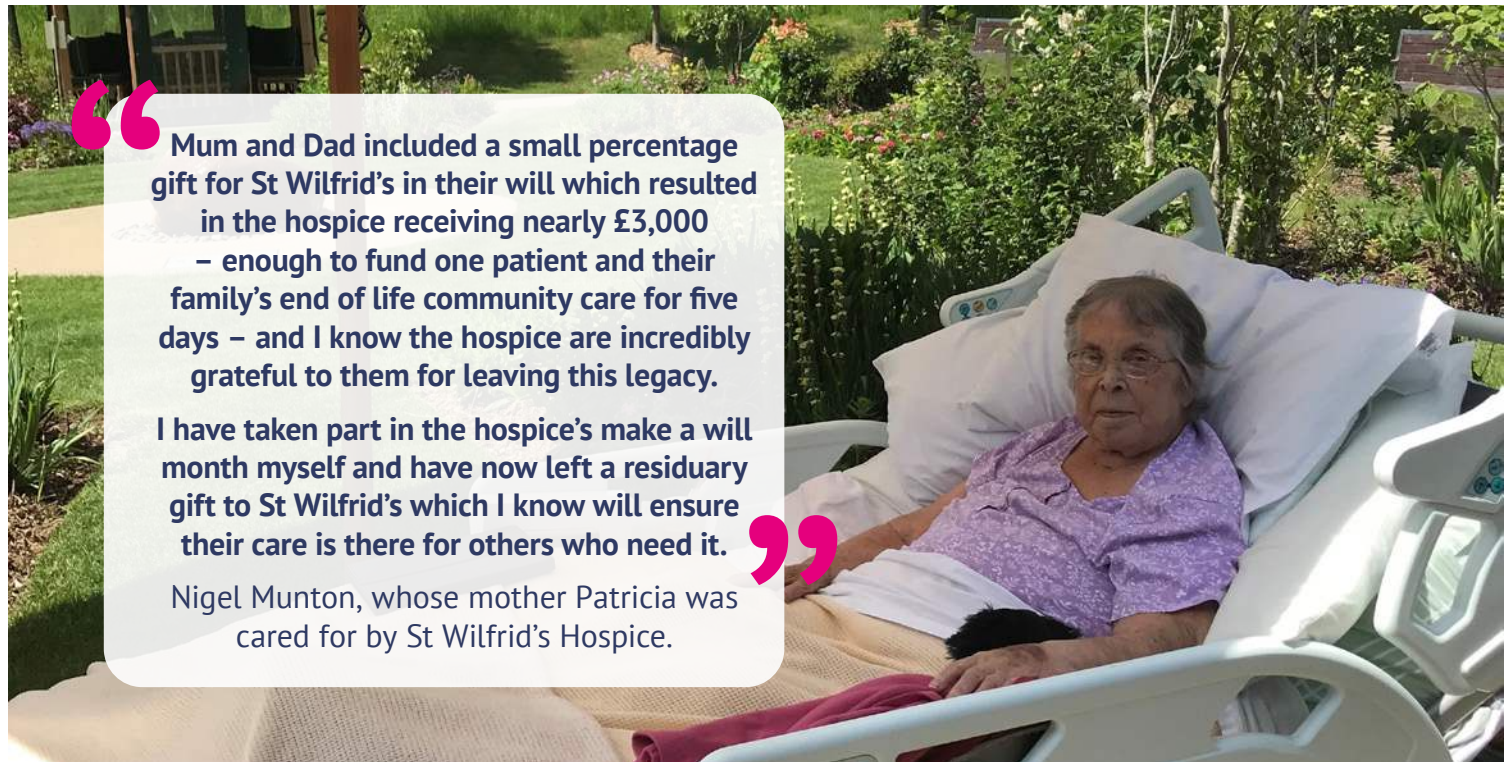 “
Mum and Dad included a small percentage
gift for St Wilfrid’s in their will which resulted
in the hospice receiving nearly £3,000
– enough to fund one patient and their
family’s end of life community care for five
days – and I know the hospice are incredibly
grateful to them for leaving this legacy.
I have taken part in the hospice’s make a will
month myself and have now left a residuary
gift to St Wilfrid’s which I know will ensure
their care is there for others who need it.
”
Nigel Munton, whose mother Patricia was
cared for by St Wilfrid’s Hospice.